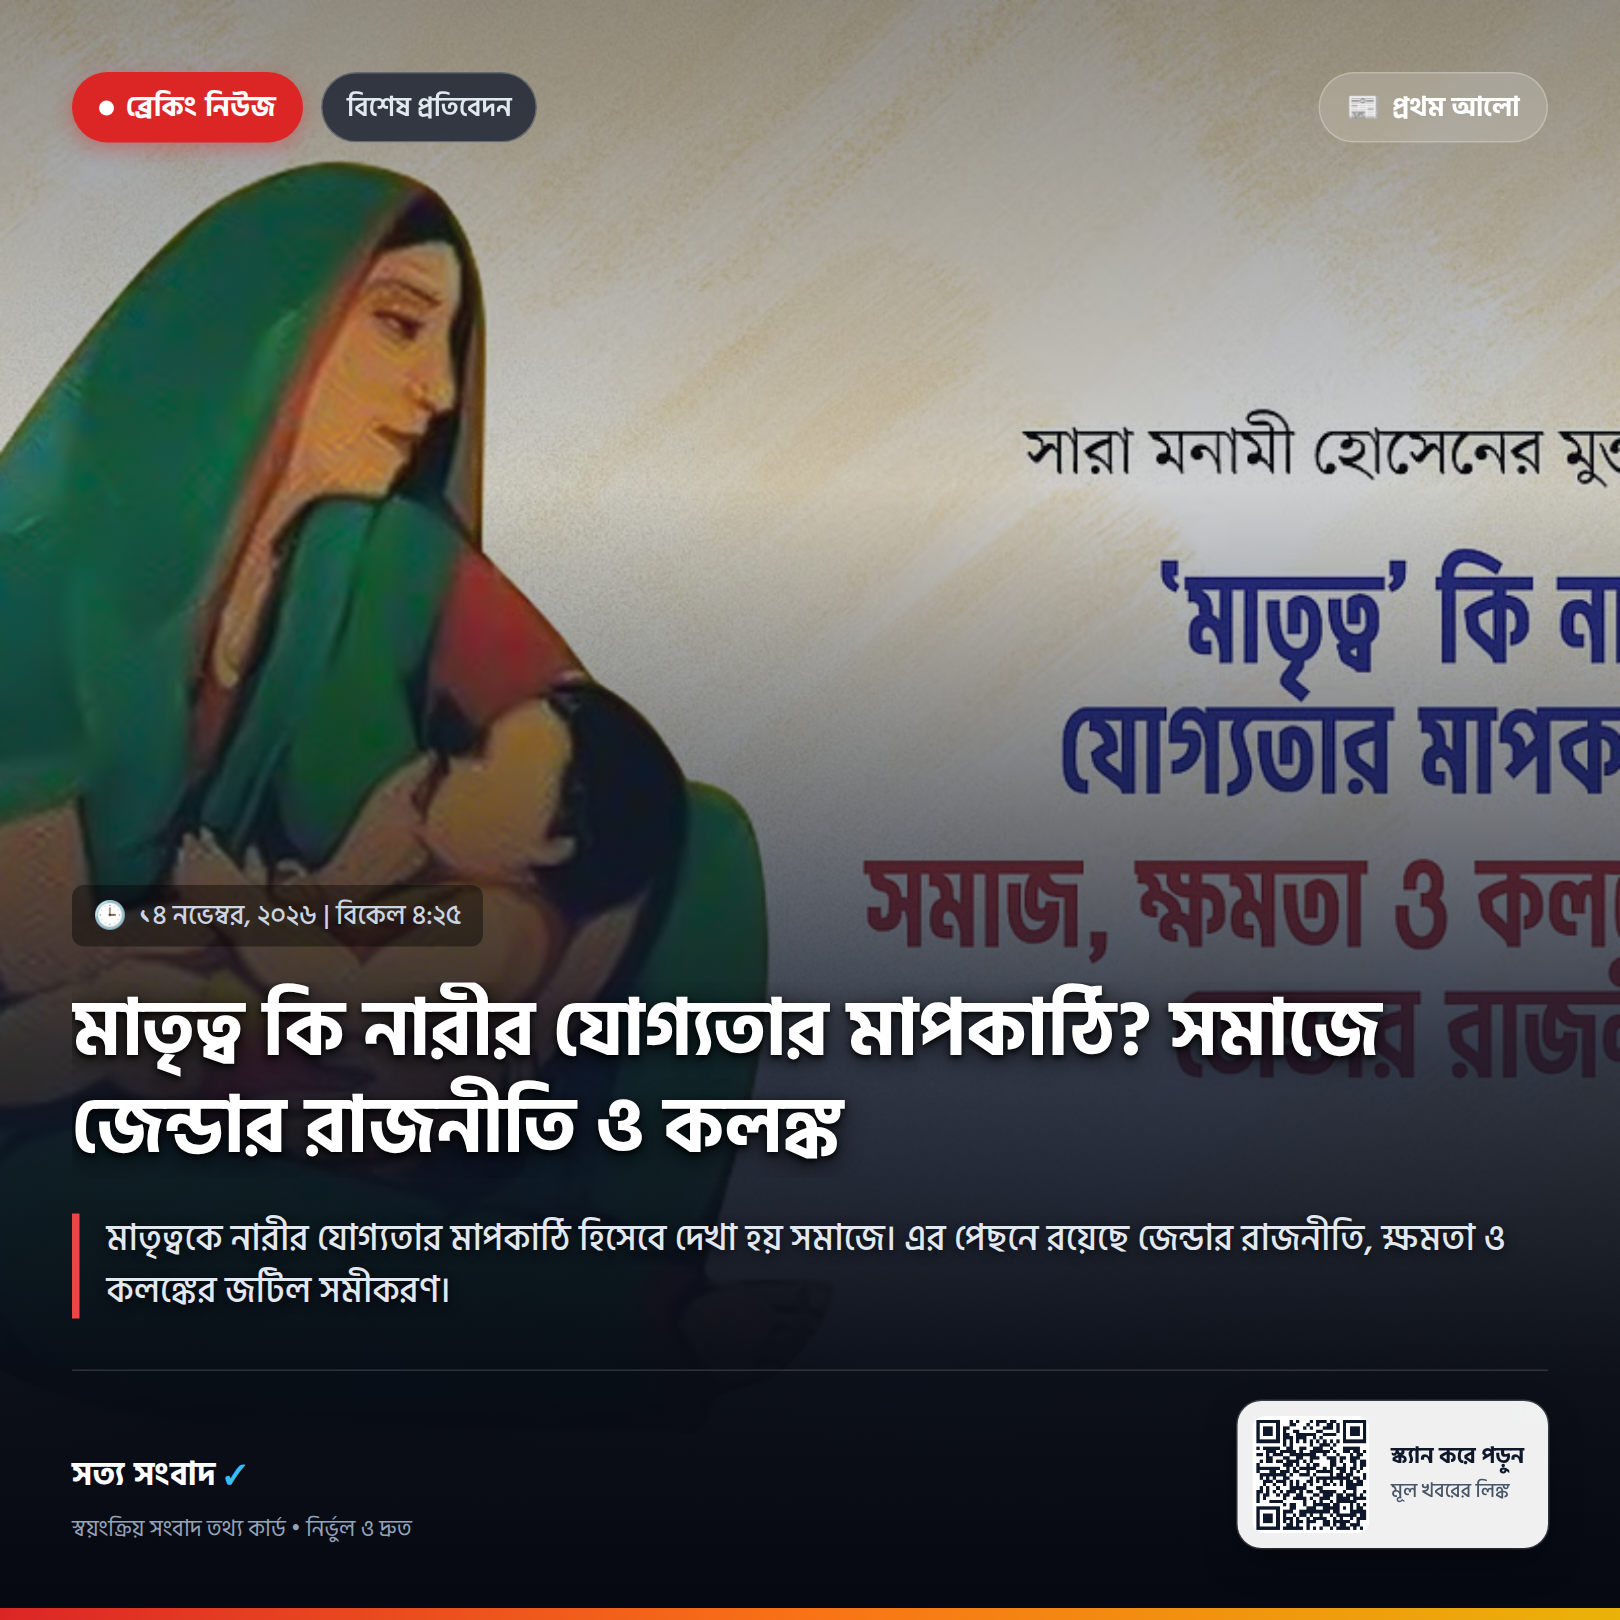 ব্রেকিং নিউজ
বিশেষ প্রতিবেদন
প্রথম আলো
সারা মনামী হোসেনের
‘মাতৃত্ব’ কি
যোগ্যতার
সমাজ, ক্ষমতা ও
৪ নভেম্বর, ২০২৬ | বিকেল ৪:২৫
মাতৃত্ব কি নারীর যোগ্যতার মাপকাঠি? সমাজে
জেন্ডার রাজনীতি ও কলঙ্ক
মাতৃত্বকে নারীর যোগ্যতার মাপকাঠি হিসেবে দেখা হয় সমাজে। এর পেছনে রয়েছে জেন্ডার রাজনীতি, ক্ষমতা ও
কলঙ্কের জটিল সমীকরণ।
সত্য সংবাদ ✓
স্বয়ংক্রিয় সংবাদ তথ্য কার্ড • নির্ভুল ও দ্রুত
স্ক্যান করে পড়ুন
মূল খবরের লিঙ্ক